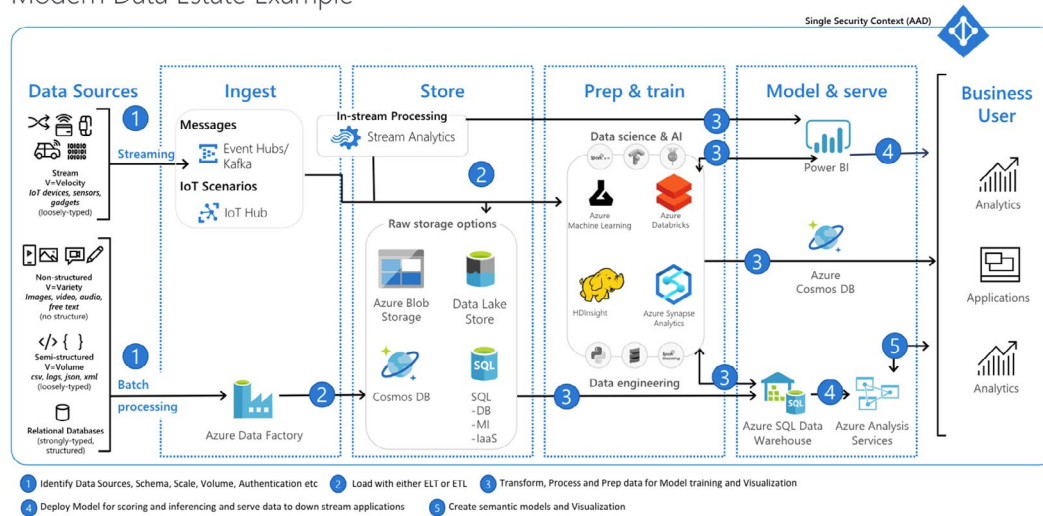 Modern Data Estate Example
Single Security Context (AAD)
Data Sources
Ingest
Store
Prep & train
Model & serve
Business
User
1
Streaming
Stream
V=Velocity
IoT devices, sensors,
gadgets
(loosely-typed)
Non-structured
V=Variety
Images, video, audio,
free text
(no structure)
</> { }
Semi-structured
V=Volume
csv, logs, json, xml
(loosely-typed)
1
Batch
processing
Relational Databases
(strongly-typed,
structured)
Messages
Event Hubs/
Kafka
IoT Scenarios
IoT Hub
Azure Data Factory
2
In-stream Processing
Stream Analytics
2
Raw storage options
Azure Blob
Storage
Data Lake
Store
Cosmos DB
SQL
SQL
-DB
-MI
-IaaS
3
Data science & AI
Azure
Machine Learning
Azure
Databricks
HDInsight
Azure Synapse
Analytics
Data engineering
3
3
3
3
Power BI
4
Azure
Cosmos DB
SQL
Azure SQL Data
Warehouse
4
Azure Analysis
Services
5
Analytics
Applications
Analytics
1 Identify Data Sources, Schema, Scale, Volume, Authentication etc
2 Load with either ELT or ETL
3 Transform, Process and Prep data for Model training and Visualization
4 Deploy Model for scoring and inferencing and serve data to down stream applications
5 Create semantic models and Visualization